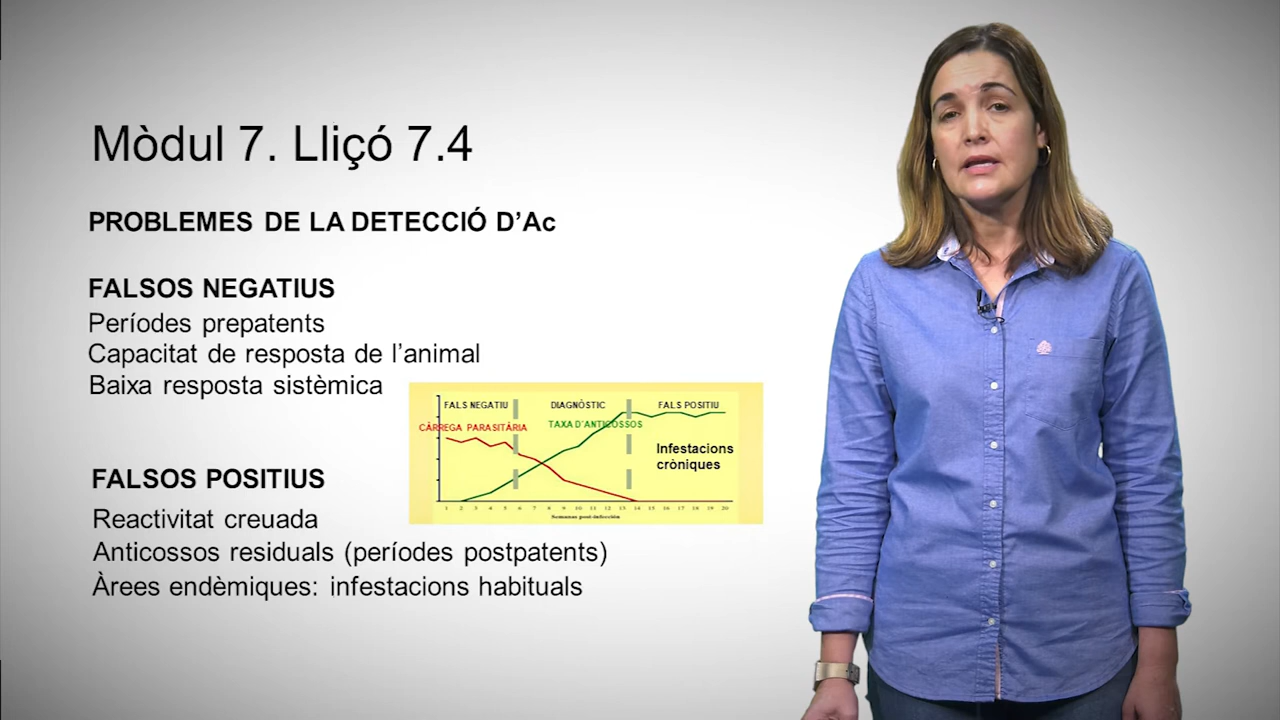 Mòdul 7. Lliçó 7.4
PROBLEMES DE LA DETECCIÓ D’Ac
FALSOS NEGATIUS
Períodes prepatents
Capacitat de resposta de l’animal
Baixa resposta sistèmica
FALS NEGATIU DIAGNÒSTIC FALS POSITIU
CÀRREGA PARASITÀRIA TAXA D’ANTICOSSOS
Infestacions
cròniques
1 2 3 4 5 6 7 8 9 10 11 12 13 14 15 16 17 18 19 20
Semanas post-infección
FALSOS POSITIUS
Reactivitat creuada
Anticossos residuals (períodes postpatents)
Àrees endèmiques: infestacions habituals